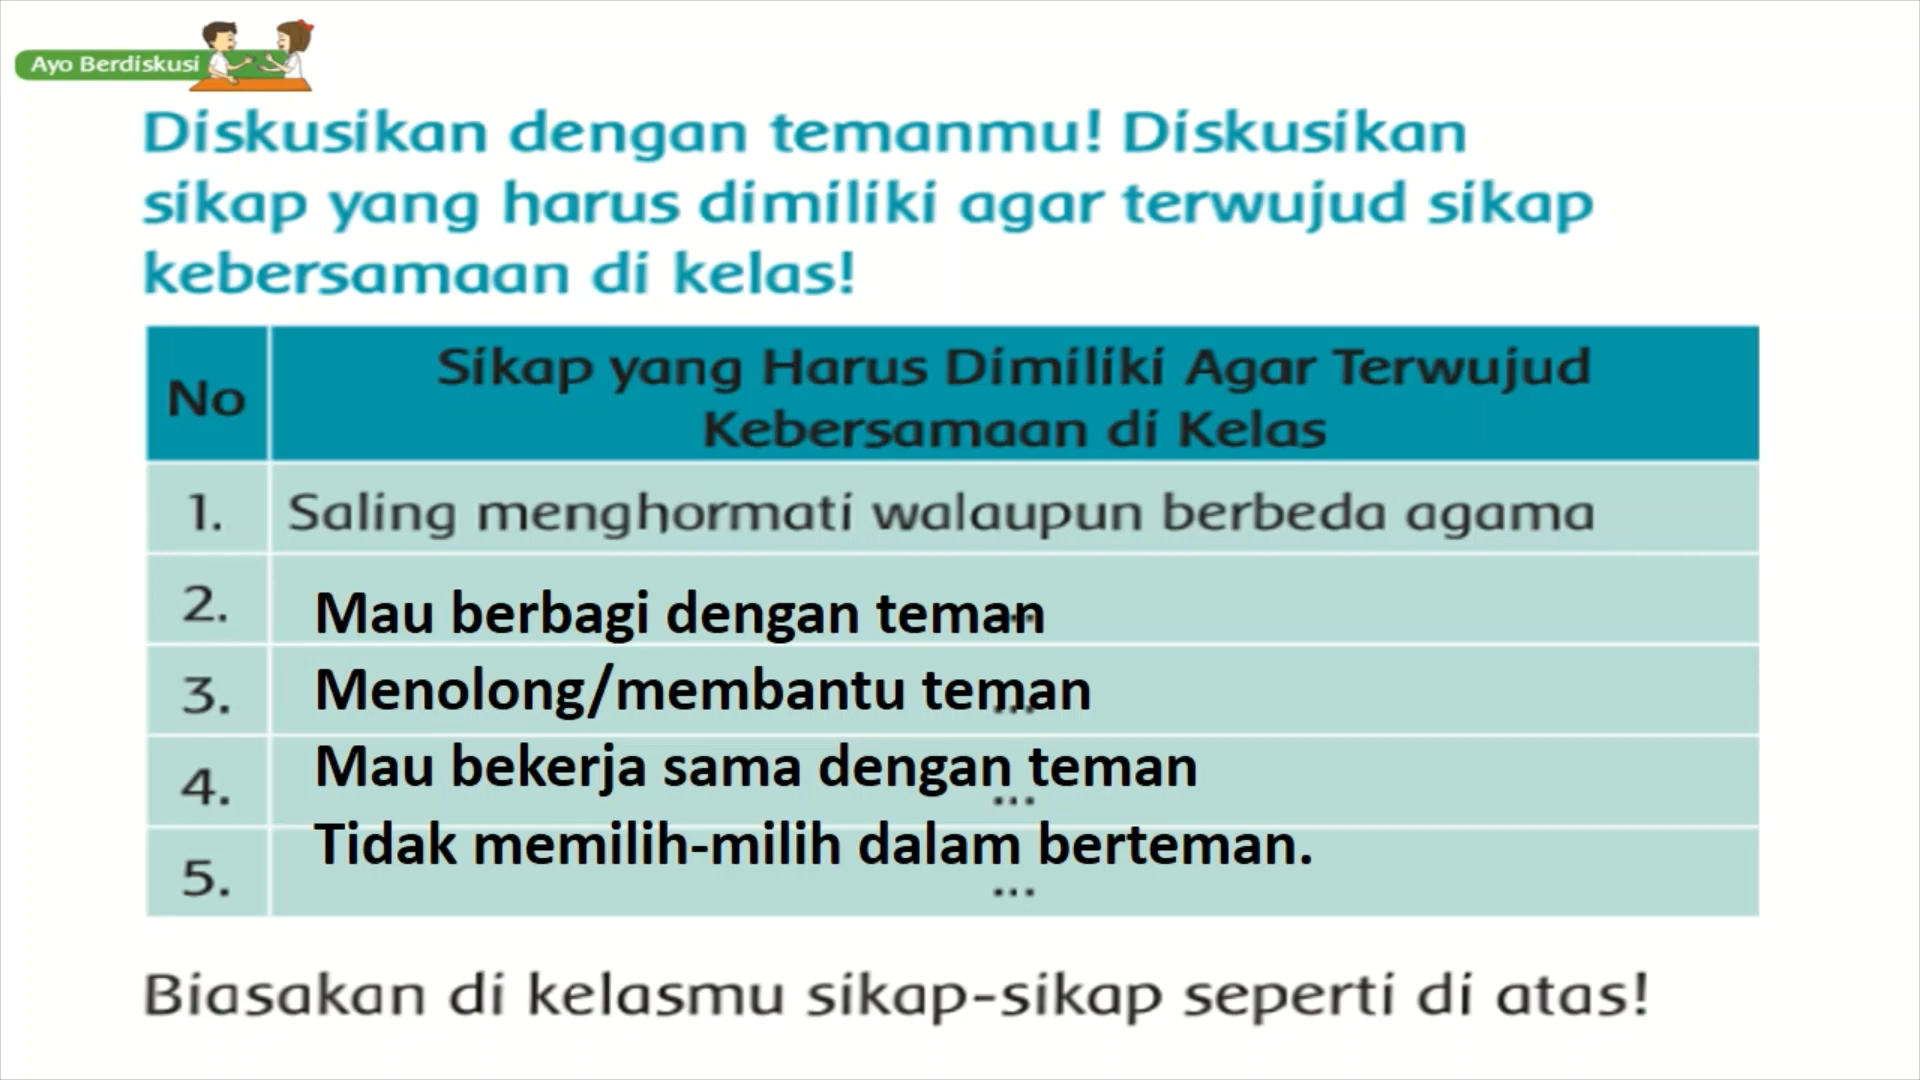 Ayo Berdiskusi
Diskusikan dengan temanmu! Diskusikan
sikap yang harus dimiliki agar terwujud sikap
kebersamaan di kelas!
No
Sikap yang Harus Dimiliki Agar Terwujud
Kebersamaan di Kelas
1. Saling menghormati walaupun berbeda agama
2. Mau berbagi dengan teman ...
3. Menolong/membantu teman ...
4. Mau bekerja sama dengan teman ...
5. Tidak memilih-milih dalam berteman. ...
Biasakan di kelasmu sikap-sikap seperti di atas!